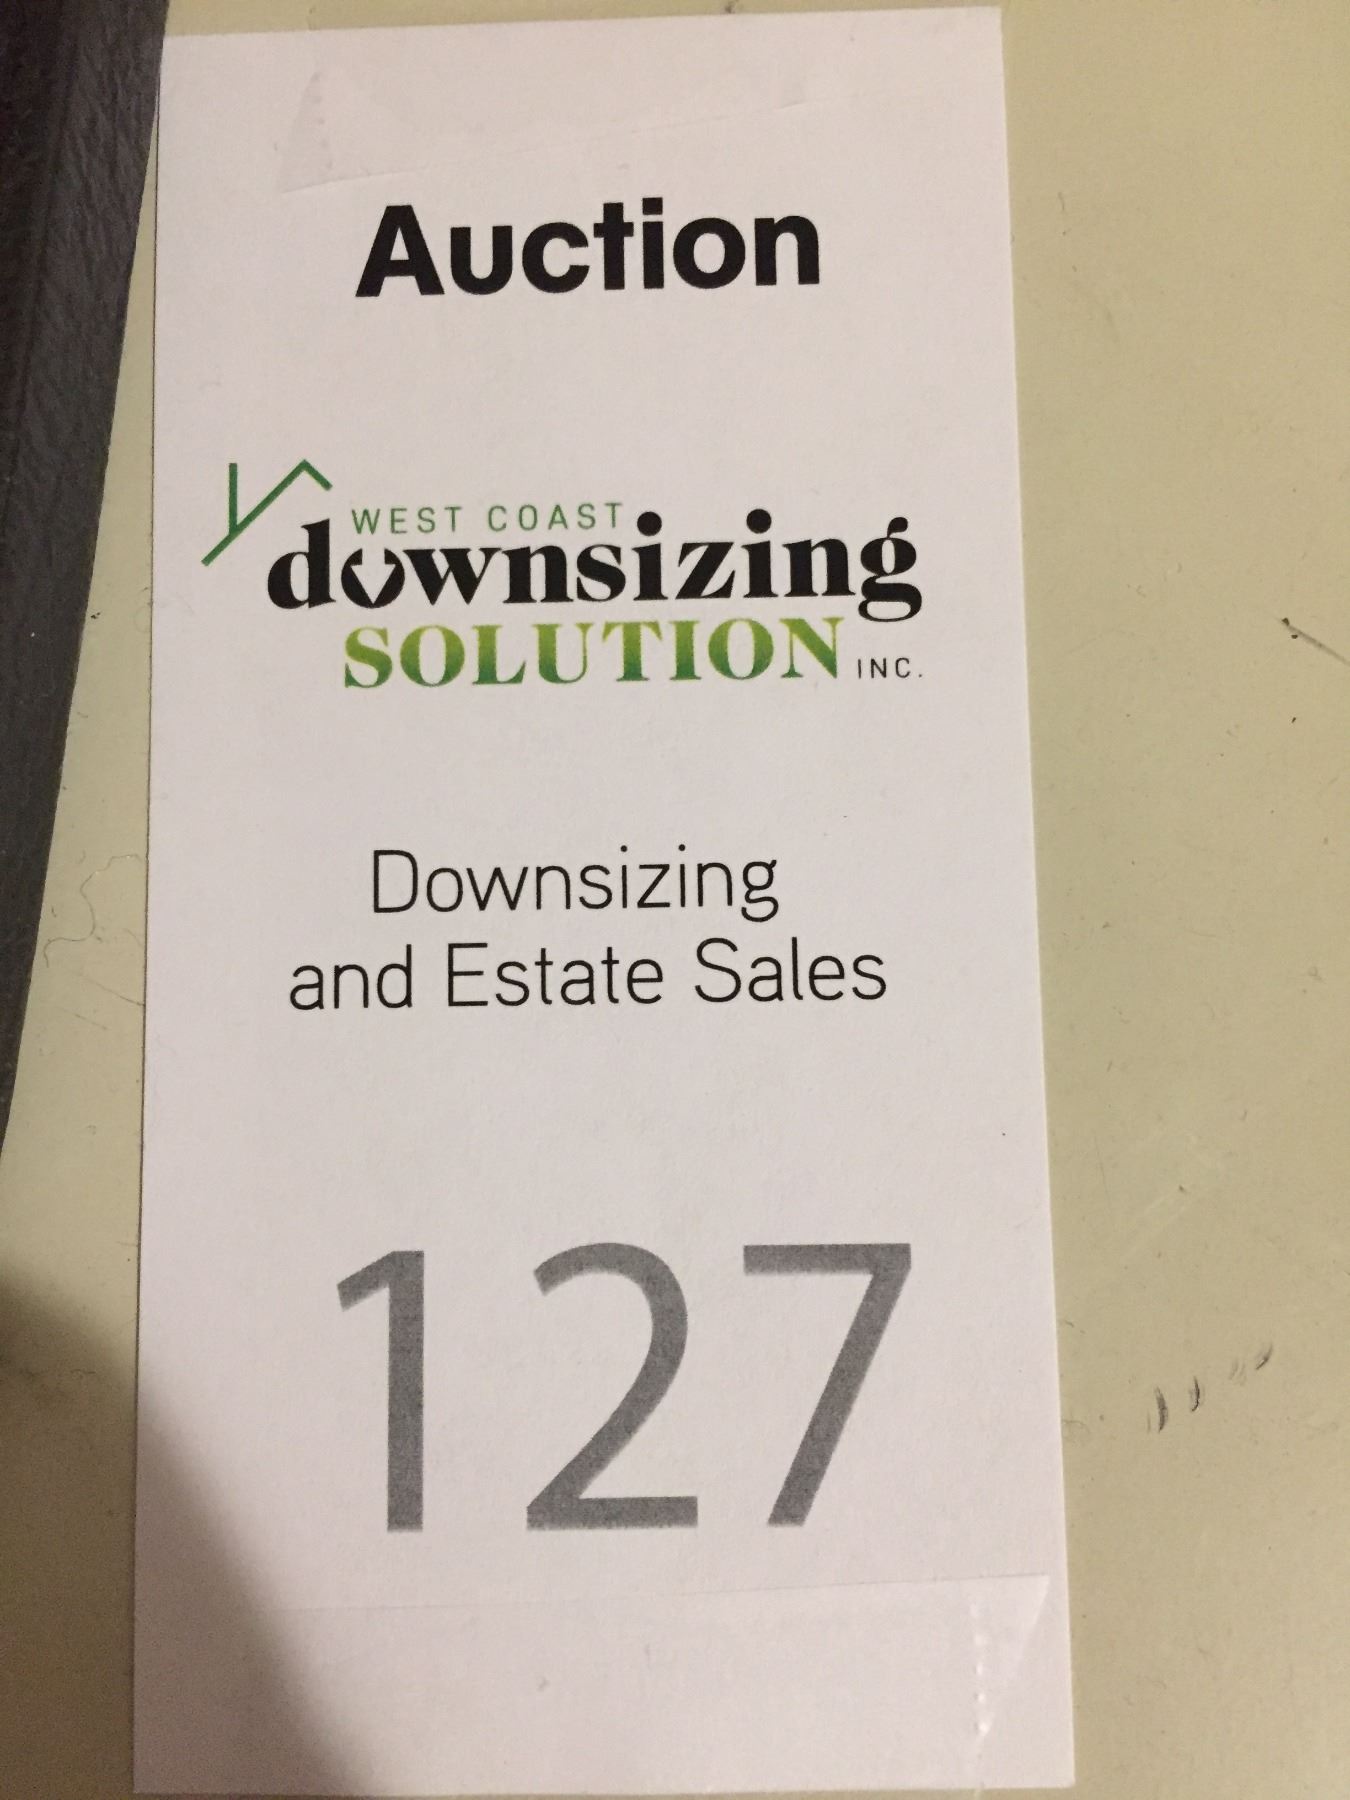 Auction
WEST COAST
downsizing
SOLUTION INC.
Downsizing
and Estate Sales
127